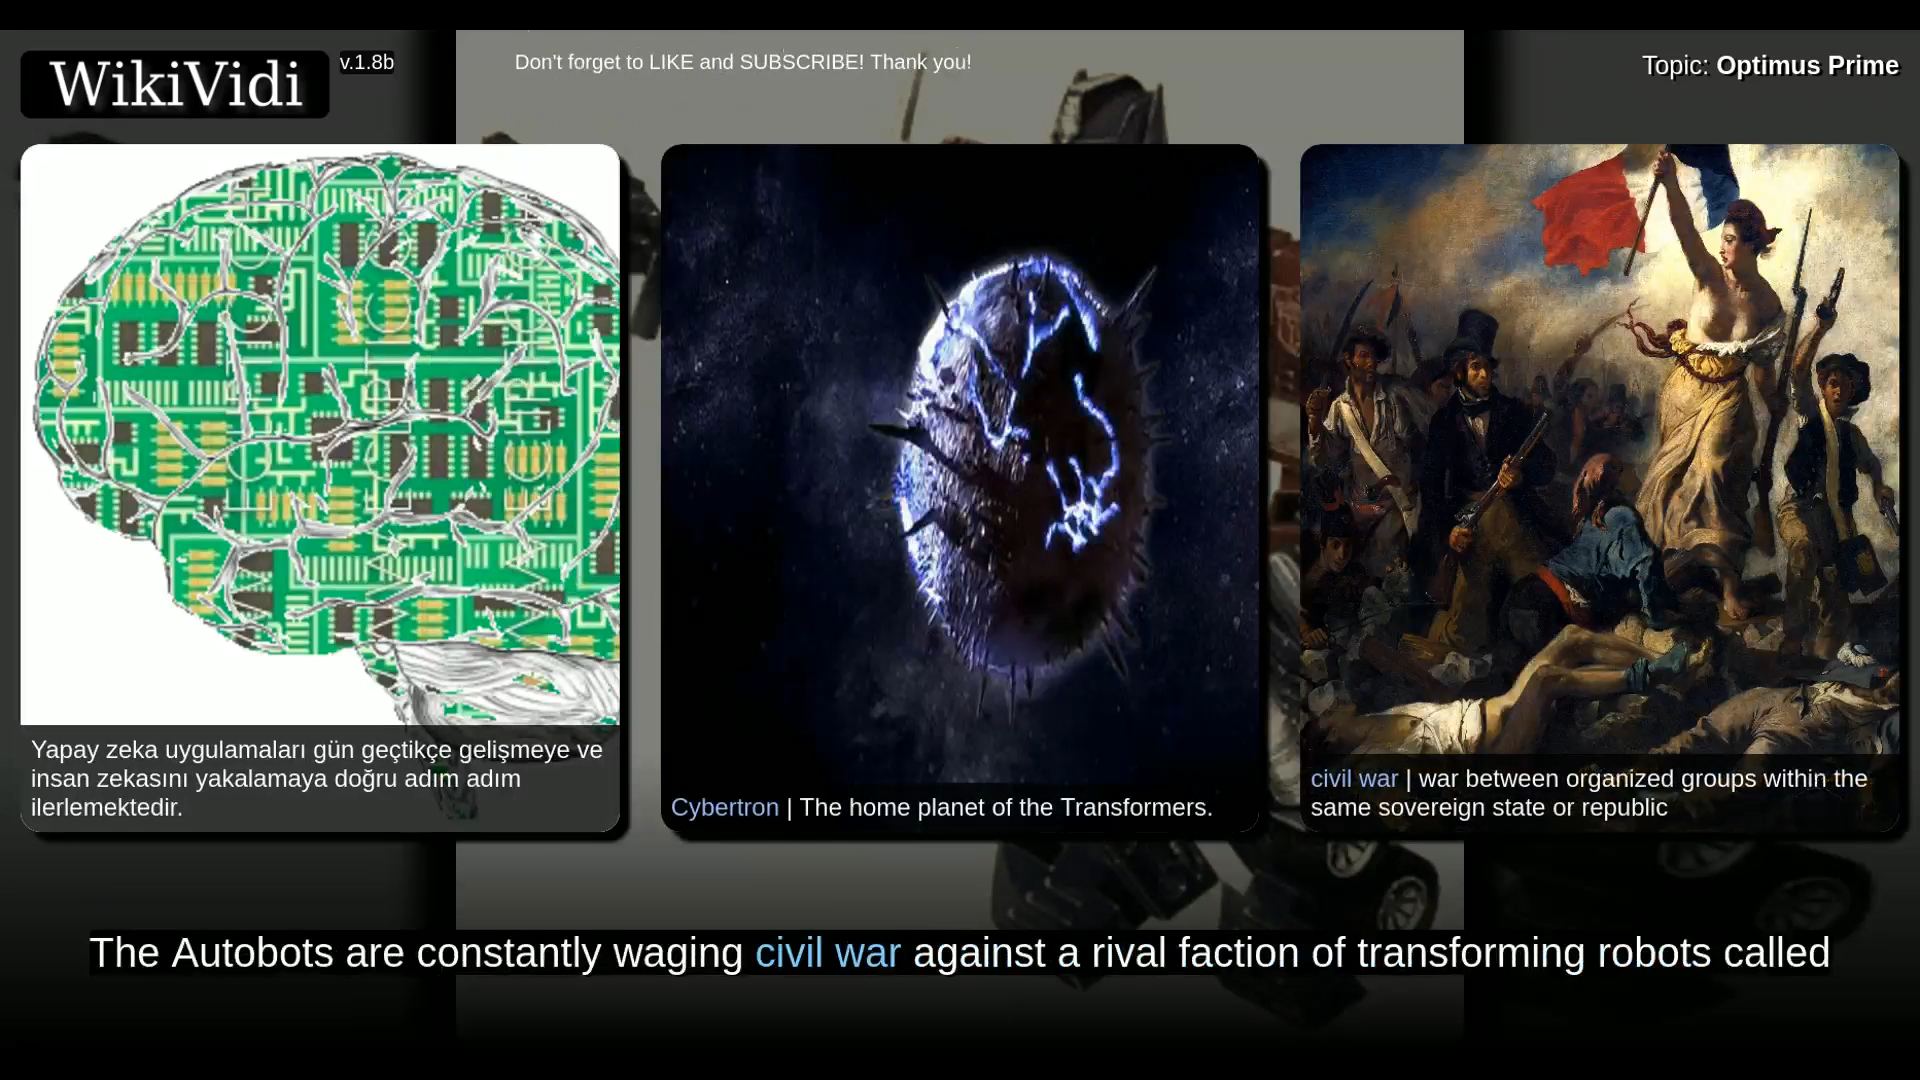 WikiVidi
v.1.8b
Don't forget to LIKE and SUBSCRIBE! Thank you!
Topic: Optimus Prime
Yapay zeka uygulamaları gün geçtikçe gelişmeye ve
insan zekasını yakalamaya doğru adım adım
ilerlemektedir.
Cybertron | The home planet of the Transformers.
civil war | war between organized groups within the
same sovereign state or republic
The Autobots are constantly waging civil war against a rival faction of transforming robots called